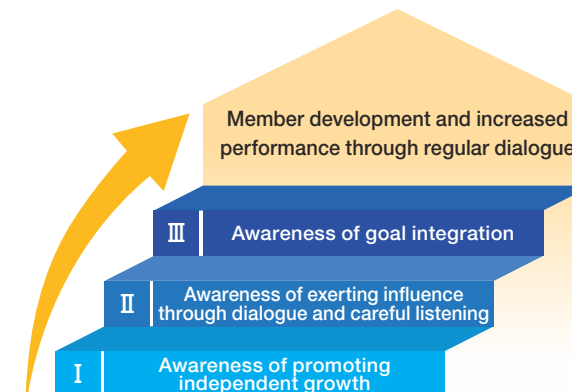 Member development and increased
performance through regular dialogue
Ⅲ Awareness of goal integration
Ⅱ Awareness of exerting influence
through dialogue and careful listening
Ⅰ Awareness of promoting
independent growth